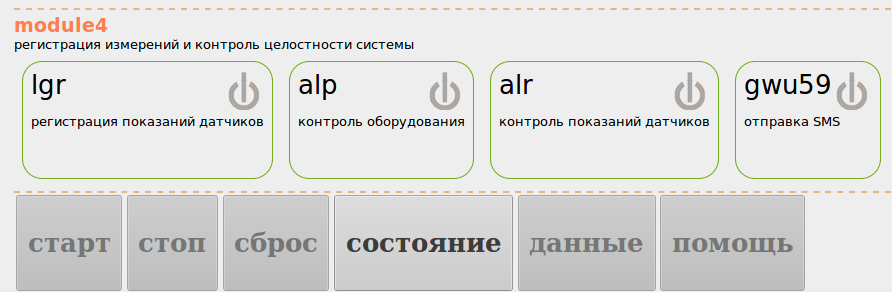 module4
регистрация измерений и контроль целостности системы
lgr
регистрация показаний датчиков
alp
контроль оборудования
alr
контроль показаний датчиков
gwu59
отправка SMS
старт стоп сброс состояние данные помощь